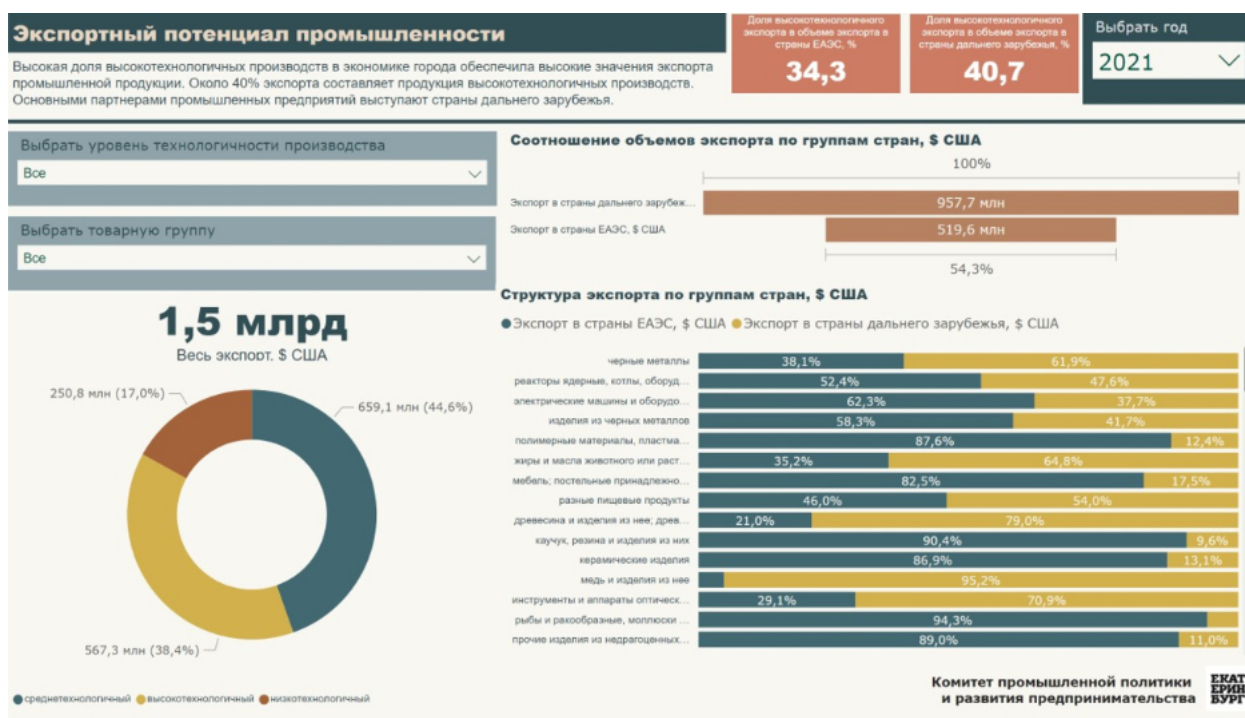 Экспортный потенциал промышленности
Высокая доля высокотехнологичных производств в экономике города обеспечила высокие значения экспорта
промышленной продукции. Около 40% экспорта составляет продукция высокотехнологичных производств.
Основными партнерами промышленных предприятий выступают страны дальнего зарубежья.
Доля высокотехнологичного
экспорта в объеме экспорта в
страны ЕАЭС, %
34,3
Доля высокотехнологичного
экспорта в объеме экспорта в
страны дальнего зарубежья, %
40,7
Выбрать год
2021
Выбрать уровень технологичности производства
Все
Выбрать товарную группу
Все
1,5 млрд
Весь экспорт. $ США
250,8 млн (17,0%)
659,1 млн (44,6%)
567,3 млн (38,4%)
среднетехнологичный высокотехнологичный низкотехнологичный
Соотношение объемов экспорта по группам стран, $ США
100%
Экспорт в страны дальнего зарубеж... 957,7 млн
Экспорт в страны ЕАЭС, $ США 519,6 млн
54,3%
Структура экспорта по группам стран, $ США
Экспорт в страны ЕАЭС, $ США Экспорт в страны дальнего зарубежья, $ США
черные металлы 38,1% 61,9%
реакторы ядерные, котлы, оборуд... 52,4% 47,6%
электрические машины и оборудо... 62,3% 37,7%
изделия из черных металлов 58,3% 41,7%
полимерные материалы, пластма... 87,6% 12,4%
жиры и масла животного или раст... 35,2% 64,8%
мебель; постельные принадлежно... 82,5% 17,5%
разные пищевые продукты 46,0% 54,0%
древесина и изделия из нее; древ... 21,0% 79,0%
каучук, резина и изделия из них 90,4% 9,6%
керамические изделия 86,9% 13,1%
медь и изделия из нее 95,2%
инструменты и аппараты оптическ... 29,1% 70,9%
рыбы и ракообразные, моллюски ... 94,3%
прочие изделия из недрагоценных... 89,0% 11,0%
Комитет промышленной политики
и развития предпринимательства
ЕКАТ
ЕРИН
БУРГ